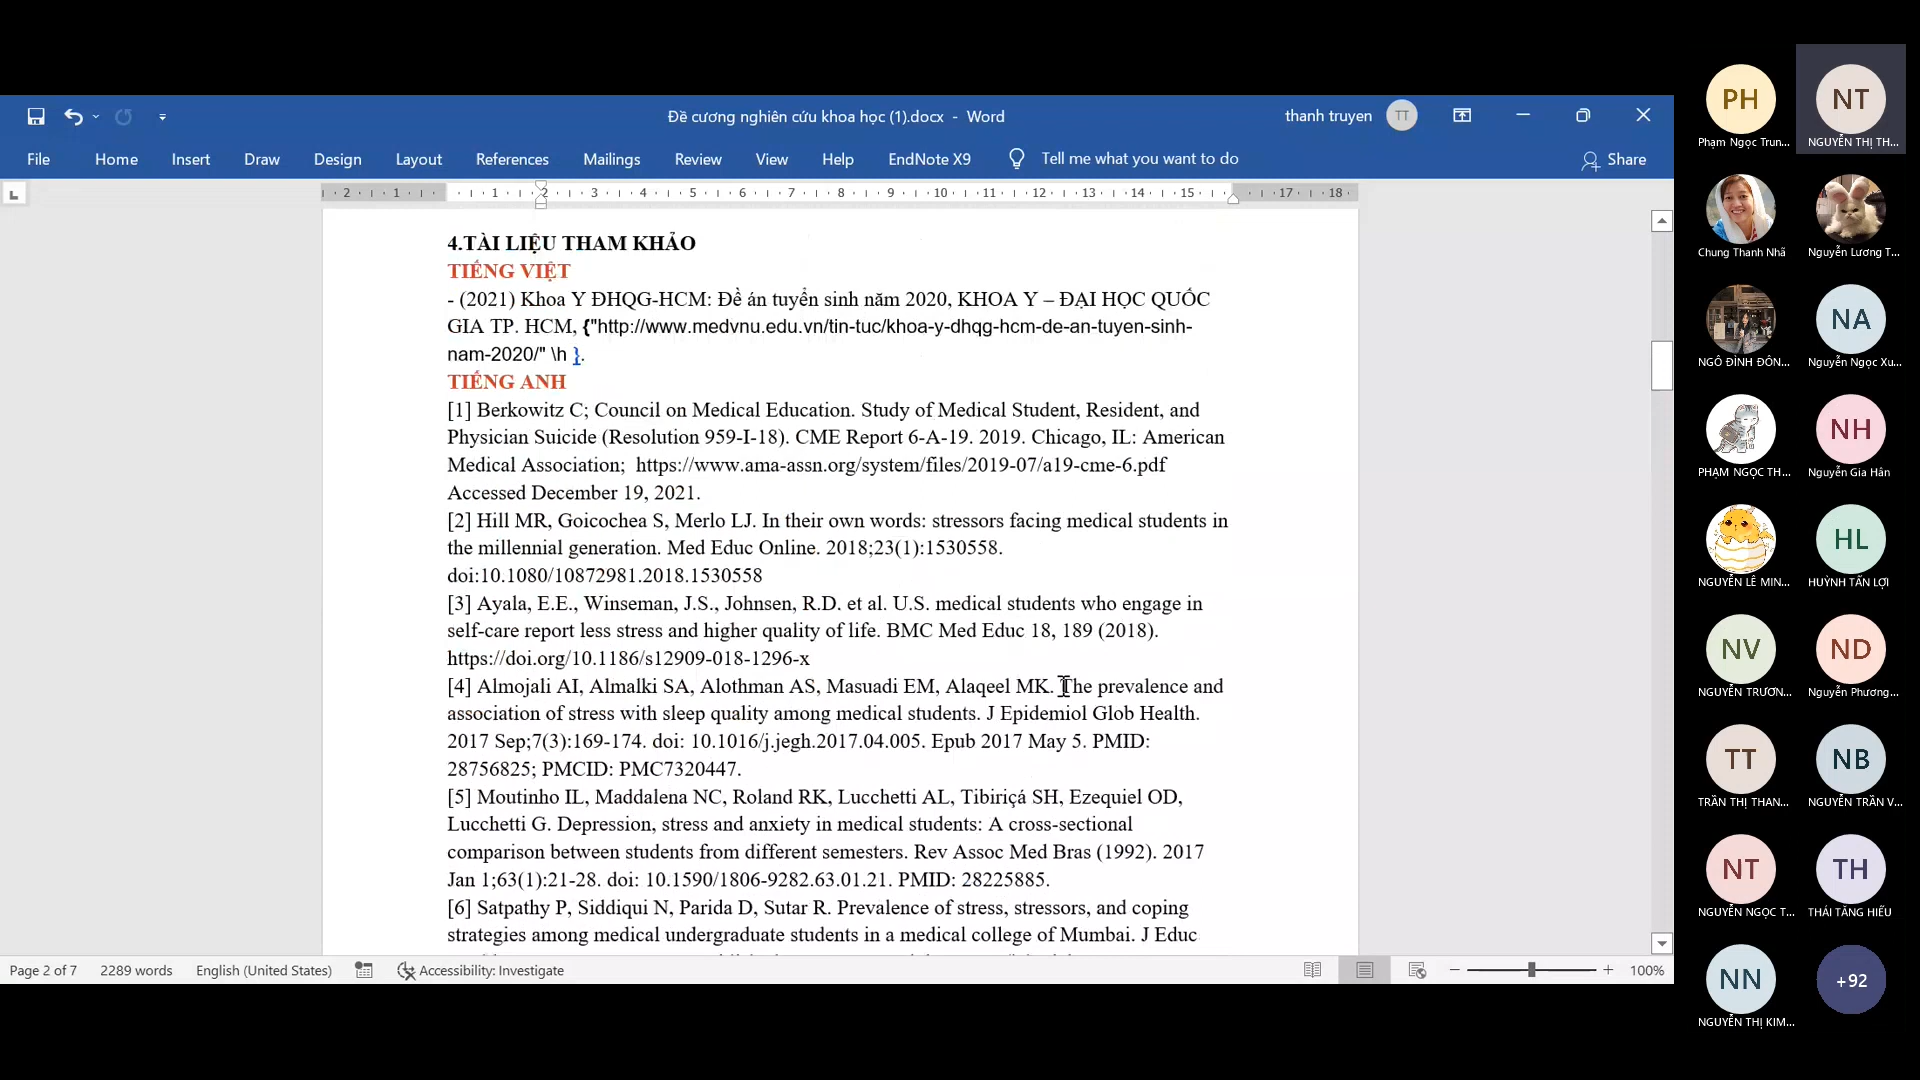 Đề cương nghiên cứu khoa học (1).docx - Word
thanh truyen
TT
File Home Insert Draw Design Layout References Mailings Review View Help EndNote X9 Tell me what you want to do Share
2 1 1 2 3 4 5 6 7 8 9 10 11 12 13 14 15 17 18
4.TÀI LIỆU THAM KHẢO
TIẾNG VIỆT
- (2021) Khoa Y ĐHQG-HCM: Đề án tuyển sinh năm 2020, KHOA Y – ĐẠI HỌC QUỐC
GIA TP. HCM, {"http://www.medvnu.edu.vn/tin-tuc/khoa-y-dhqg-hcm-de-an-tuyen-sinh-
nam-2020/" \h }.
TIẾNG ANH
[1] Berkowitz C; Council on Medical Education. Study of Medical Student, Resident, and
Physician Suicide (Resolution 959-I-18). CME Report 6-A-19. 2019. Chicago, IL: American
Medical Association; https://www.ama-assn.org/system/files/2019-07/a19-cme-6.pdf
Accessed December 19, 2021.
[2] Hill MR, Goicochea S, Merlo LJ. In their own words: stressors facing medical students in
the millennial generation. Med Educ Online. 2018;23(1):1530558.
doi:10.1080/10872981.2018.1530558
[3] Ayala, E.E., Winseman, J.S., Johnsen, R.D. et al. U.S. medical students who engage in
self-care report less stress and higher quality of life. BMC Med Educ 18, 189 (2018).
https://doi.org/10.1186/s12909-018-1296-x
[4] Almojali AI, Almalki SA, Alothman AS, Masuadi EM, Alaqeel MK. The prevalence and
association of stress with sleep quality among medical students. J Epidemiol Glob Health.
2017 Sep;7(3):169-174. doi: 10.1016/j.jegh.2017.04.005. Epub 2017 May 5. PMID:
28756825; PMCID: PMC7320447.
[5] Moutinho IL, Maddalena NC, Roland RK, Lucchetti AL, Tibiriçá SH, Ezequiel OD,
Lucchetti G. Depression, stress and anxiety in medical students: A cross-sectional
comparison between students from different semesters. Rev Assoc Med Bras (1992). 2017
Jan 1;63(1):21-28. doi: 10.1590/1806-9282.63.01.21. PMID: 28225885.
[6] Satpathy P, Siddiqui N, Parida D, Sutar R. Prevalence of stress, stressors, and coping
strategies among medical undergraduate students in a medical college of Mumbai. J Educ
Page 2 of 7 2289 words English (United States) Accessibility: Investigate 100%
PH NT
Phạm Ngọc Trun... NGUYỄN THỊ TH...
Chung Thanh Nhã Nguyễn Lương T...
NA
NGÔ ĐÌNH ĐÔN... Nguyễn Ngọc Xu...
NH
PHẠM NGỌC TH... Nguyễn Gia Hân
HL
NGUYỄN LÊ MIN... HUỲNH TẤN LỢI
NV ND
NGUYỄN TRƯƠN... Nguyễn Phương...
TT NB
TRẦN THỊ THAN... NGUYỄN TRẦN V...
NT TH
NGUYỄN NGỌC T... THÁI TĂNG HIẾU
NN +92
NGUYỄN THỊ KIM...